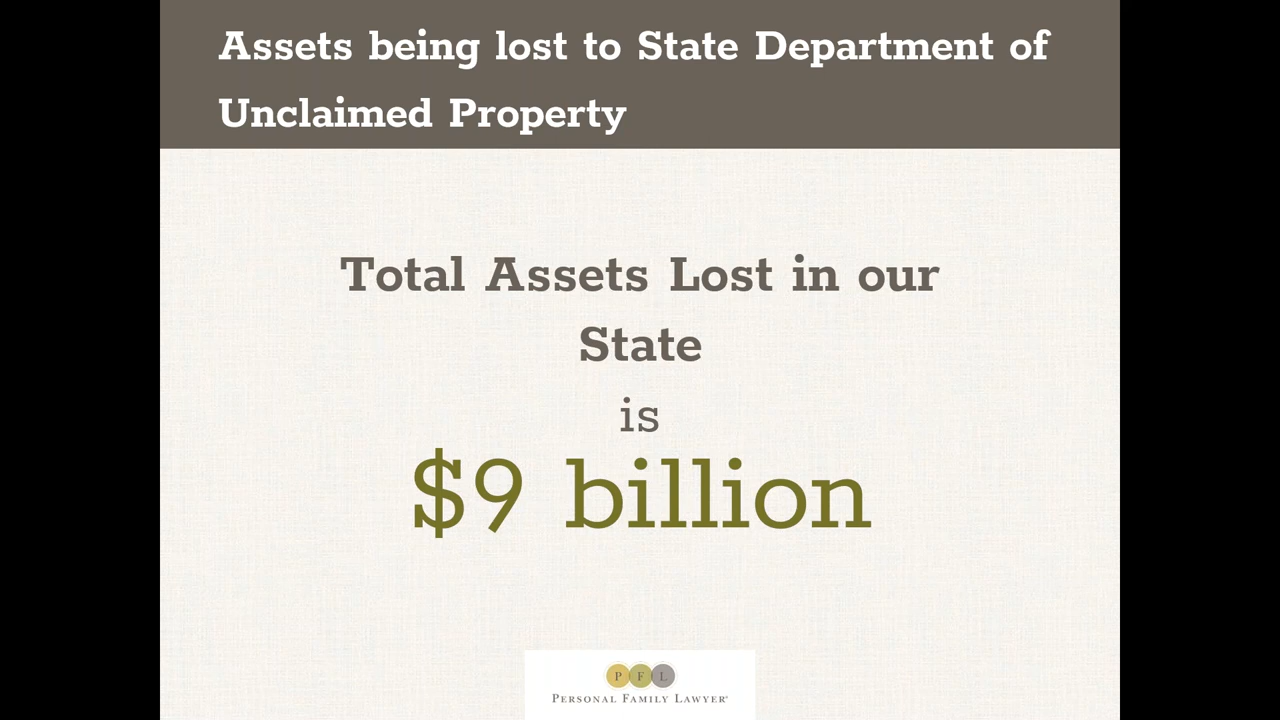 Assets being lost to State Department of
Unclaimed Property
Total Assets Lost in our
State
is
$9 billion
P F L
PERSONAL FAMILY LAWYER®